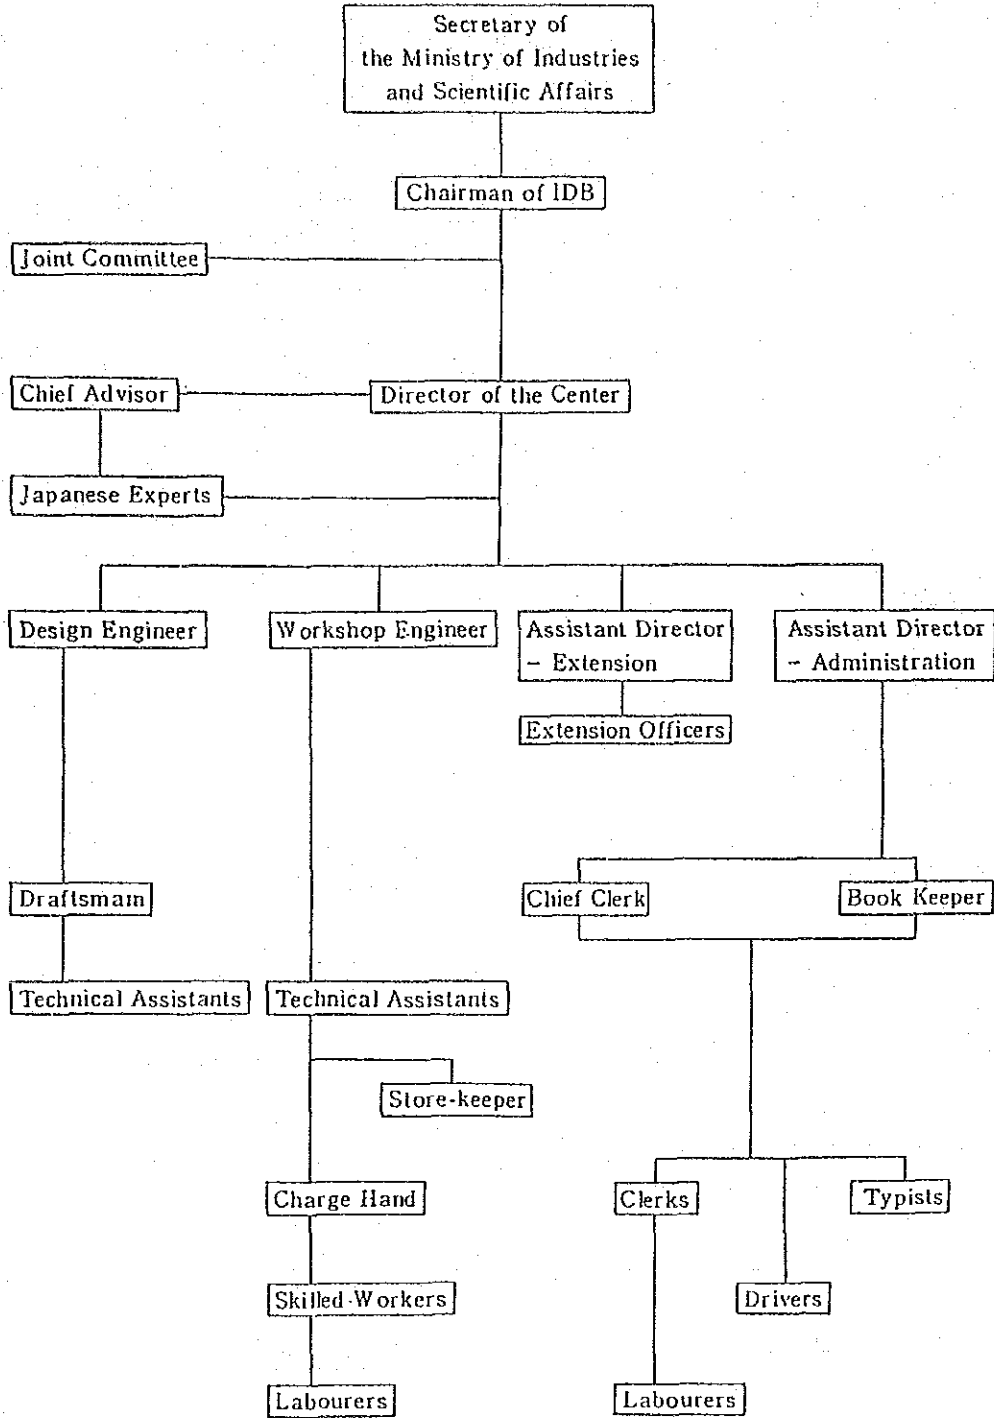 Secretary of
the Ministry of Industries
and Scientific Affairs
Chairman of IDB
Joint Committee
Chief Advisor
Director of the Center
Japanese Experts
Design Engineer
Workshop Engineer
Assistant Director
– Extension
Assistant Director
– Administration
Extension Officers
Draftsmam
Chief Clerk
Book Keeper
Technical Assistants
Technical Assistants
Store-keeper
Charge Hand
Clerks
Typists
Skilled Workers
Drivers
Labourers
Labourers